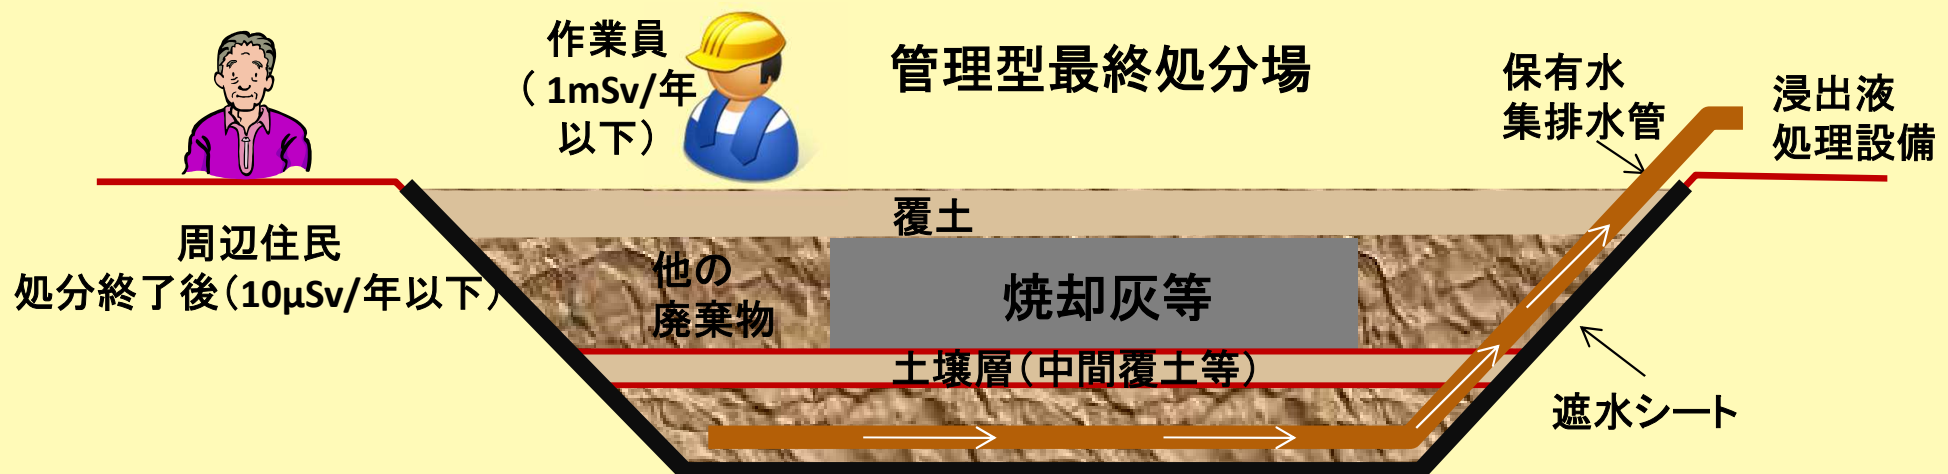 管理型最終処分場
作業員
（ 1mSv/年
以下）
周辺住民
処分終了後（10μSv/年以下）
保有水
集排水管
浸出液
処理設備
覆土
他の
廃棄物
焼却灰等
土壌層（中間覆土等）
遮水シート